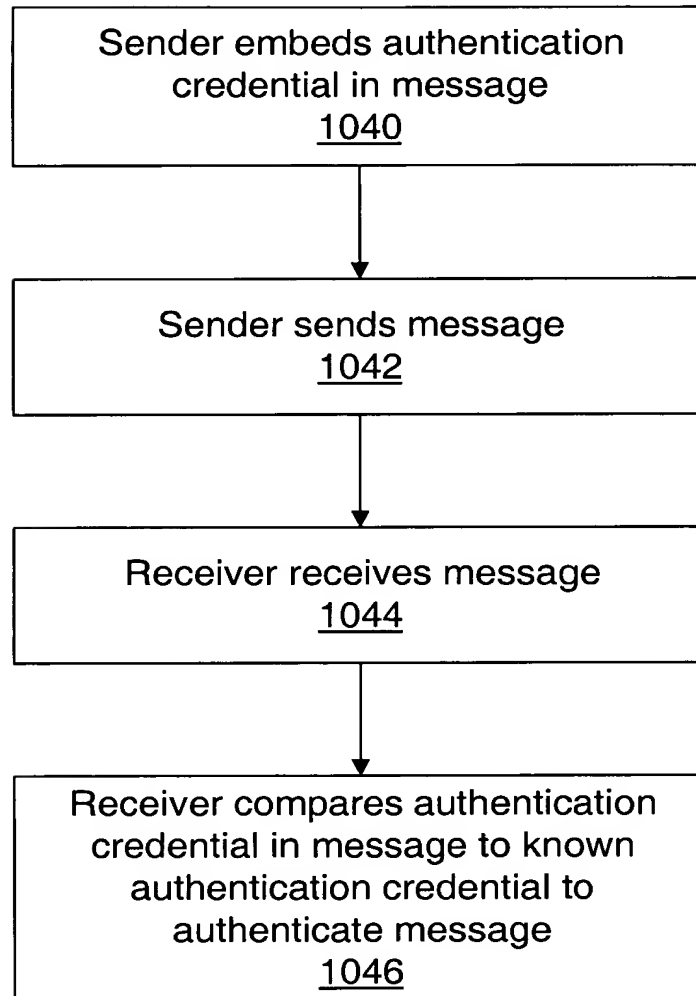 Sender embeds authentication
credential in message
1040
Sender sends message
1042
Receiver receives message
1044
Receiver compares authentication
credential in message to known
authentication credential to
authenticate message
1046